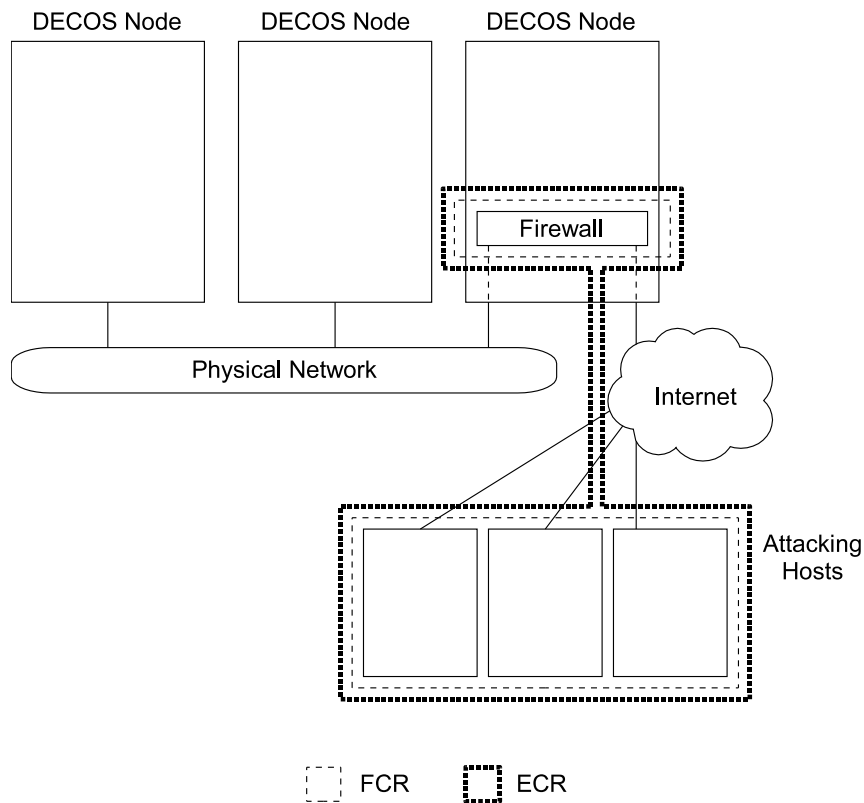 DECOS Node
DECOS Node
DECOS Node
Firewall
Physical Network
Internet
Attacking
Hosts
FCR
ECR